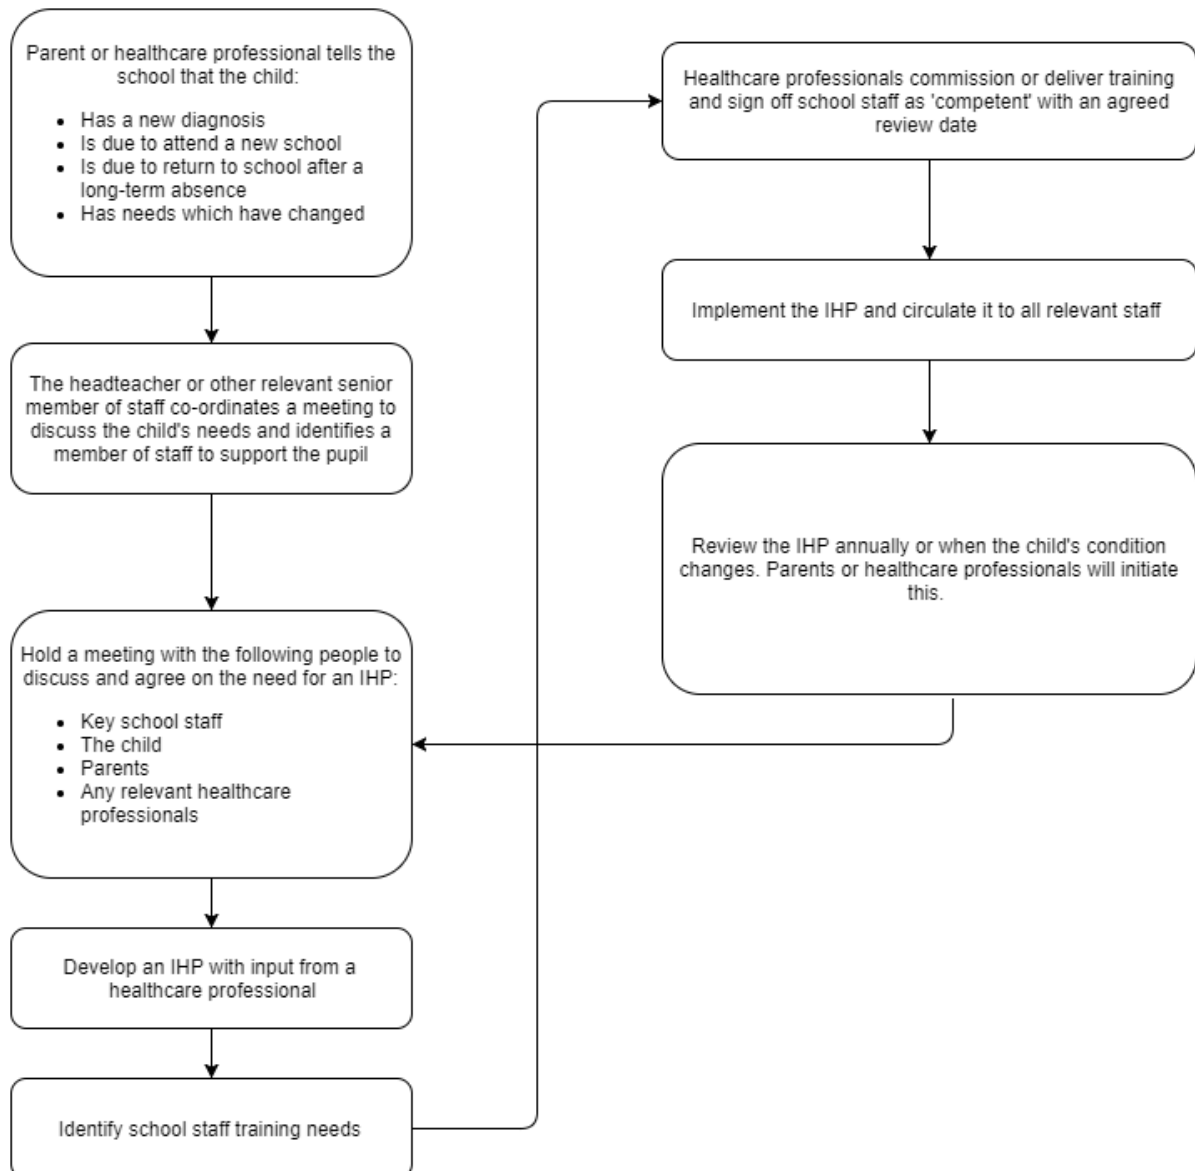 Parent or healthcare professional tells the
school that the child:
• Has a new diagnosis
• Is due to attend a new school
• Is due to return to school after a
long-term absence
• Has needs which have changed
The headteacher or other relevant senior
member of staff co-ordinates a meeting to
discuss the child's needs and identifies a
member of staff to support the pupil
Hold a meeting with the following people to
discuss and agree on the need for an IHP:
• Key school staff
• The child
• Parents
• Any relevant healthcare
professionals
Develop an IHP with input from a
healthcare professional
Identify school staff training needs
Healthcare professionals commission or deliver training
and sign off school staff as 'competent' with an agreed
review date
Implement the IHP and circulate it to all relevant staff
Review the IHP annually or when the child's condition
changes. Parents or healthcare professionals will initiate
this.